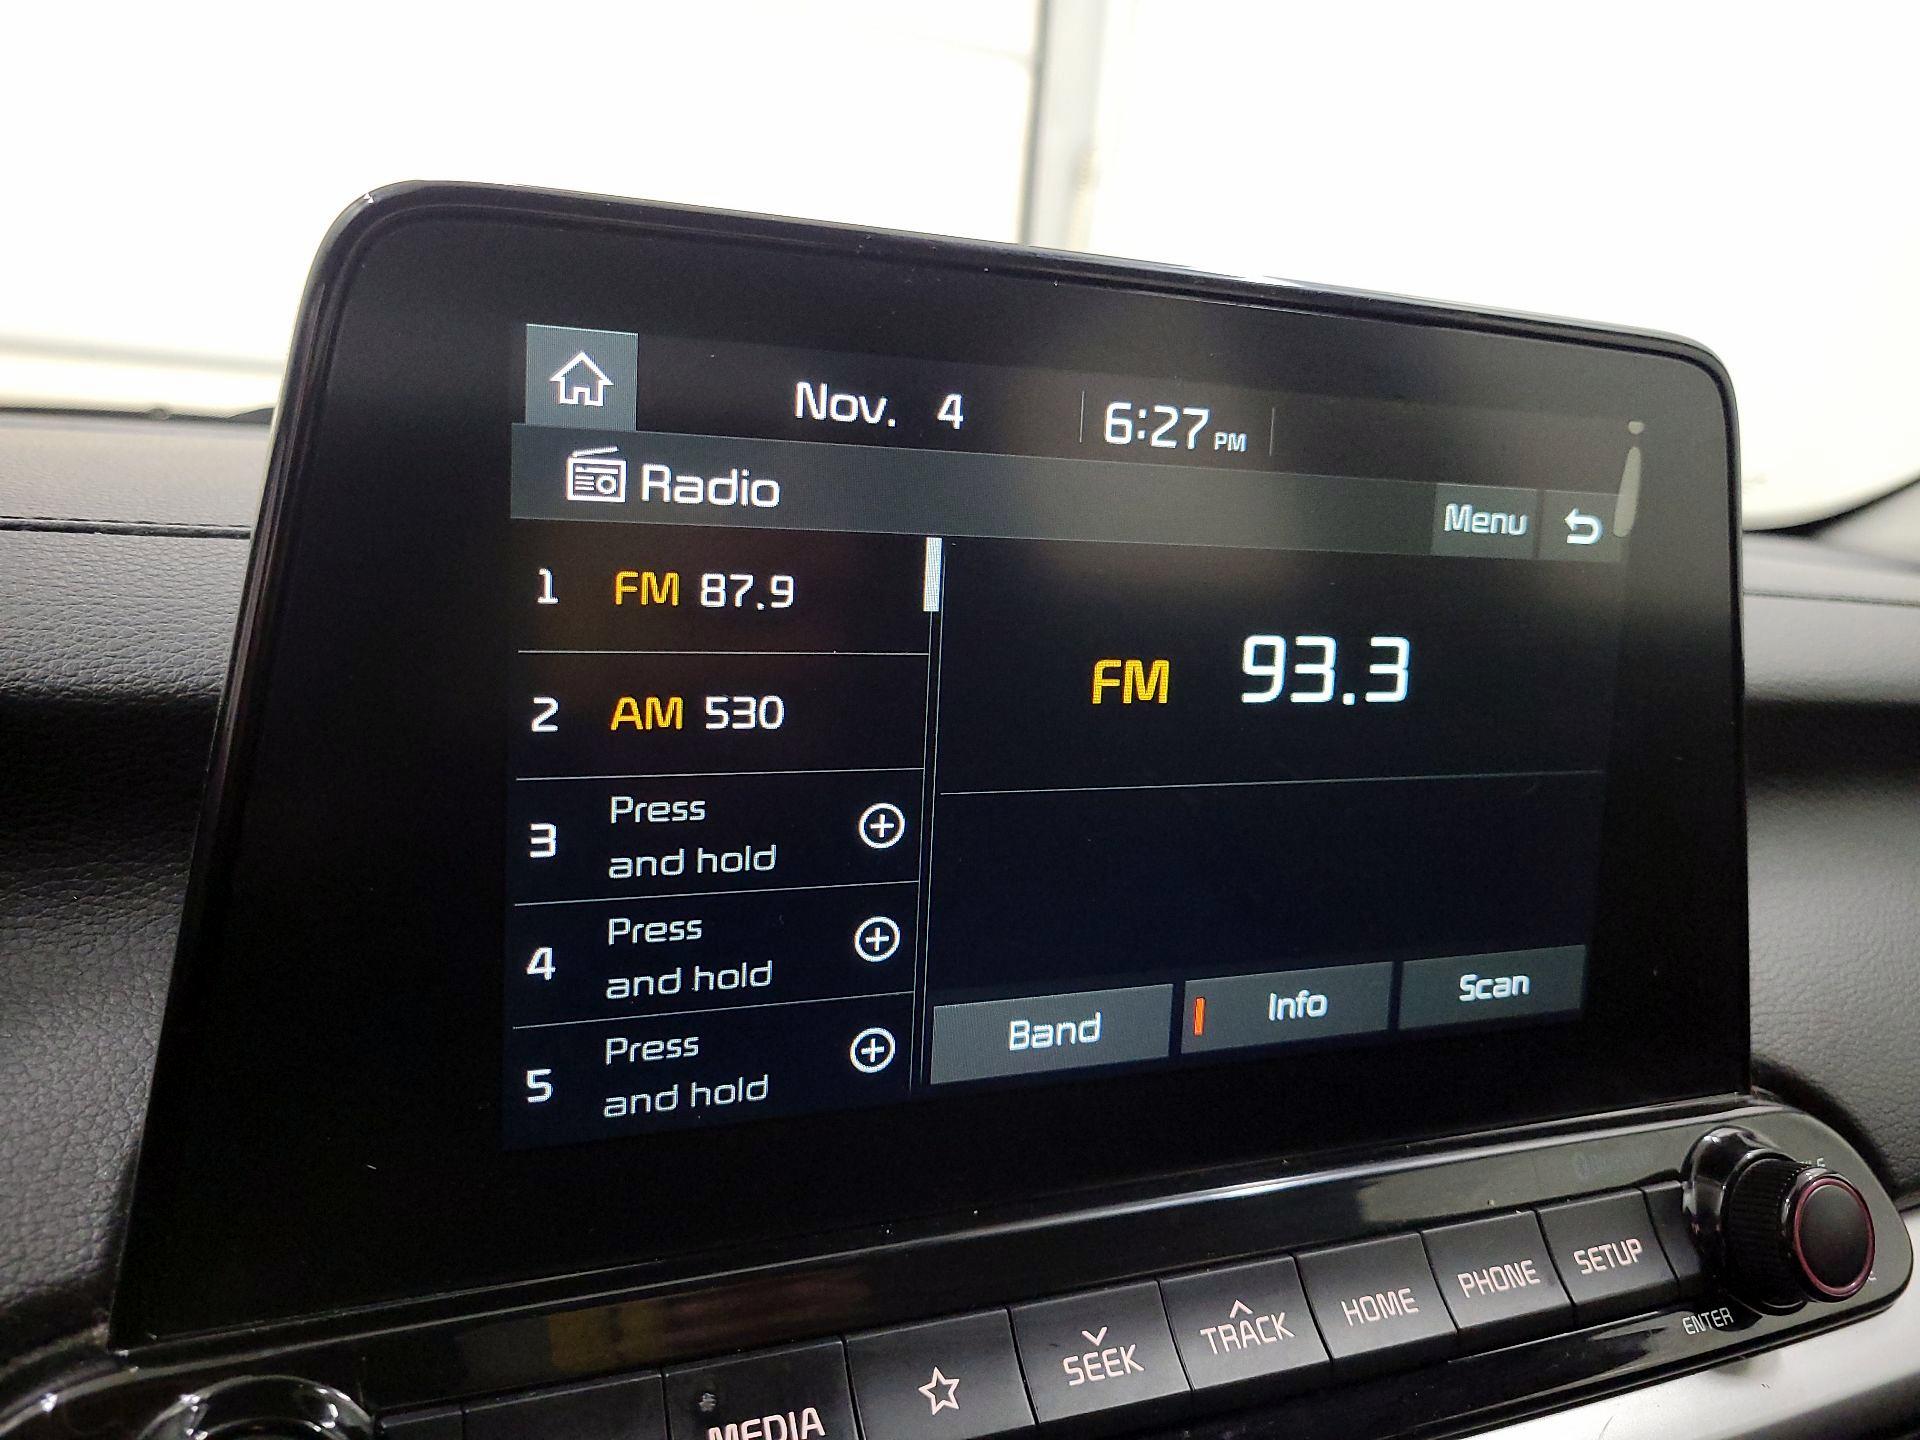 Nov. 4 6:27 PM
Radio
Menu
1 FM 87.9
FM 93.3
2 AM 530
3 Press
and hold
4 Press
and hold
5 Press
and hold
Band Info Scan
MEDIA
SEEK
TRACK
HOME
PHONE
SETUP
ENTER